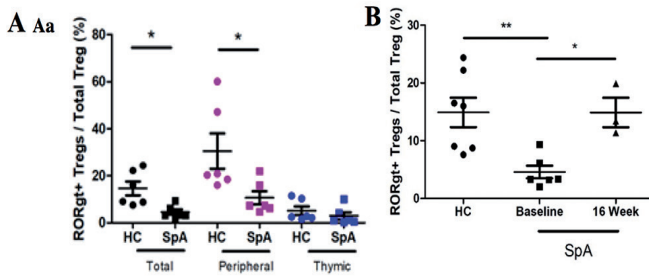 A Aa
RORgt+ Tregs / Total Treg (%)
80
60
40
20
0
* * 
HC SpA HC SpA HC SpA
Total Peripheral Thymic
B
RORgt+ Tregs / Total Treg (%)
30
20
10
0
**
*
HC Baseline 16 Week
SpA